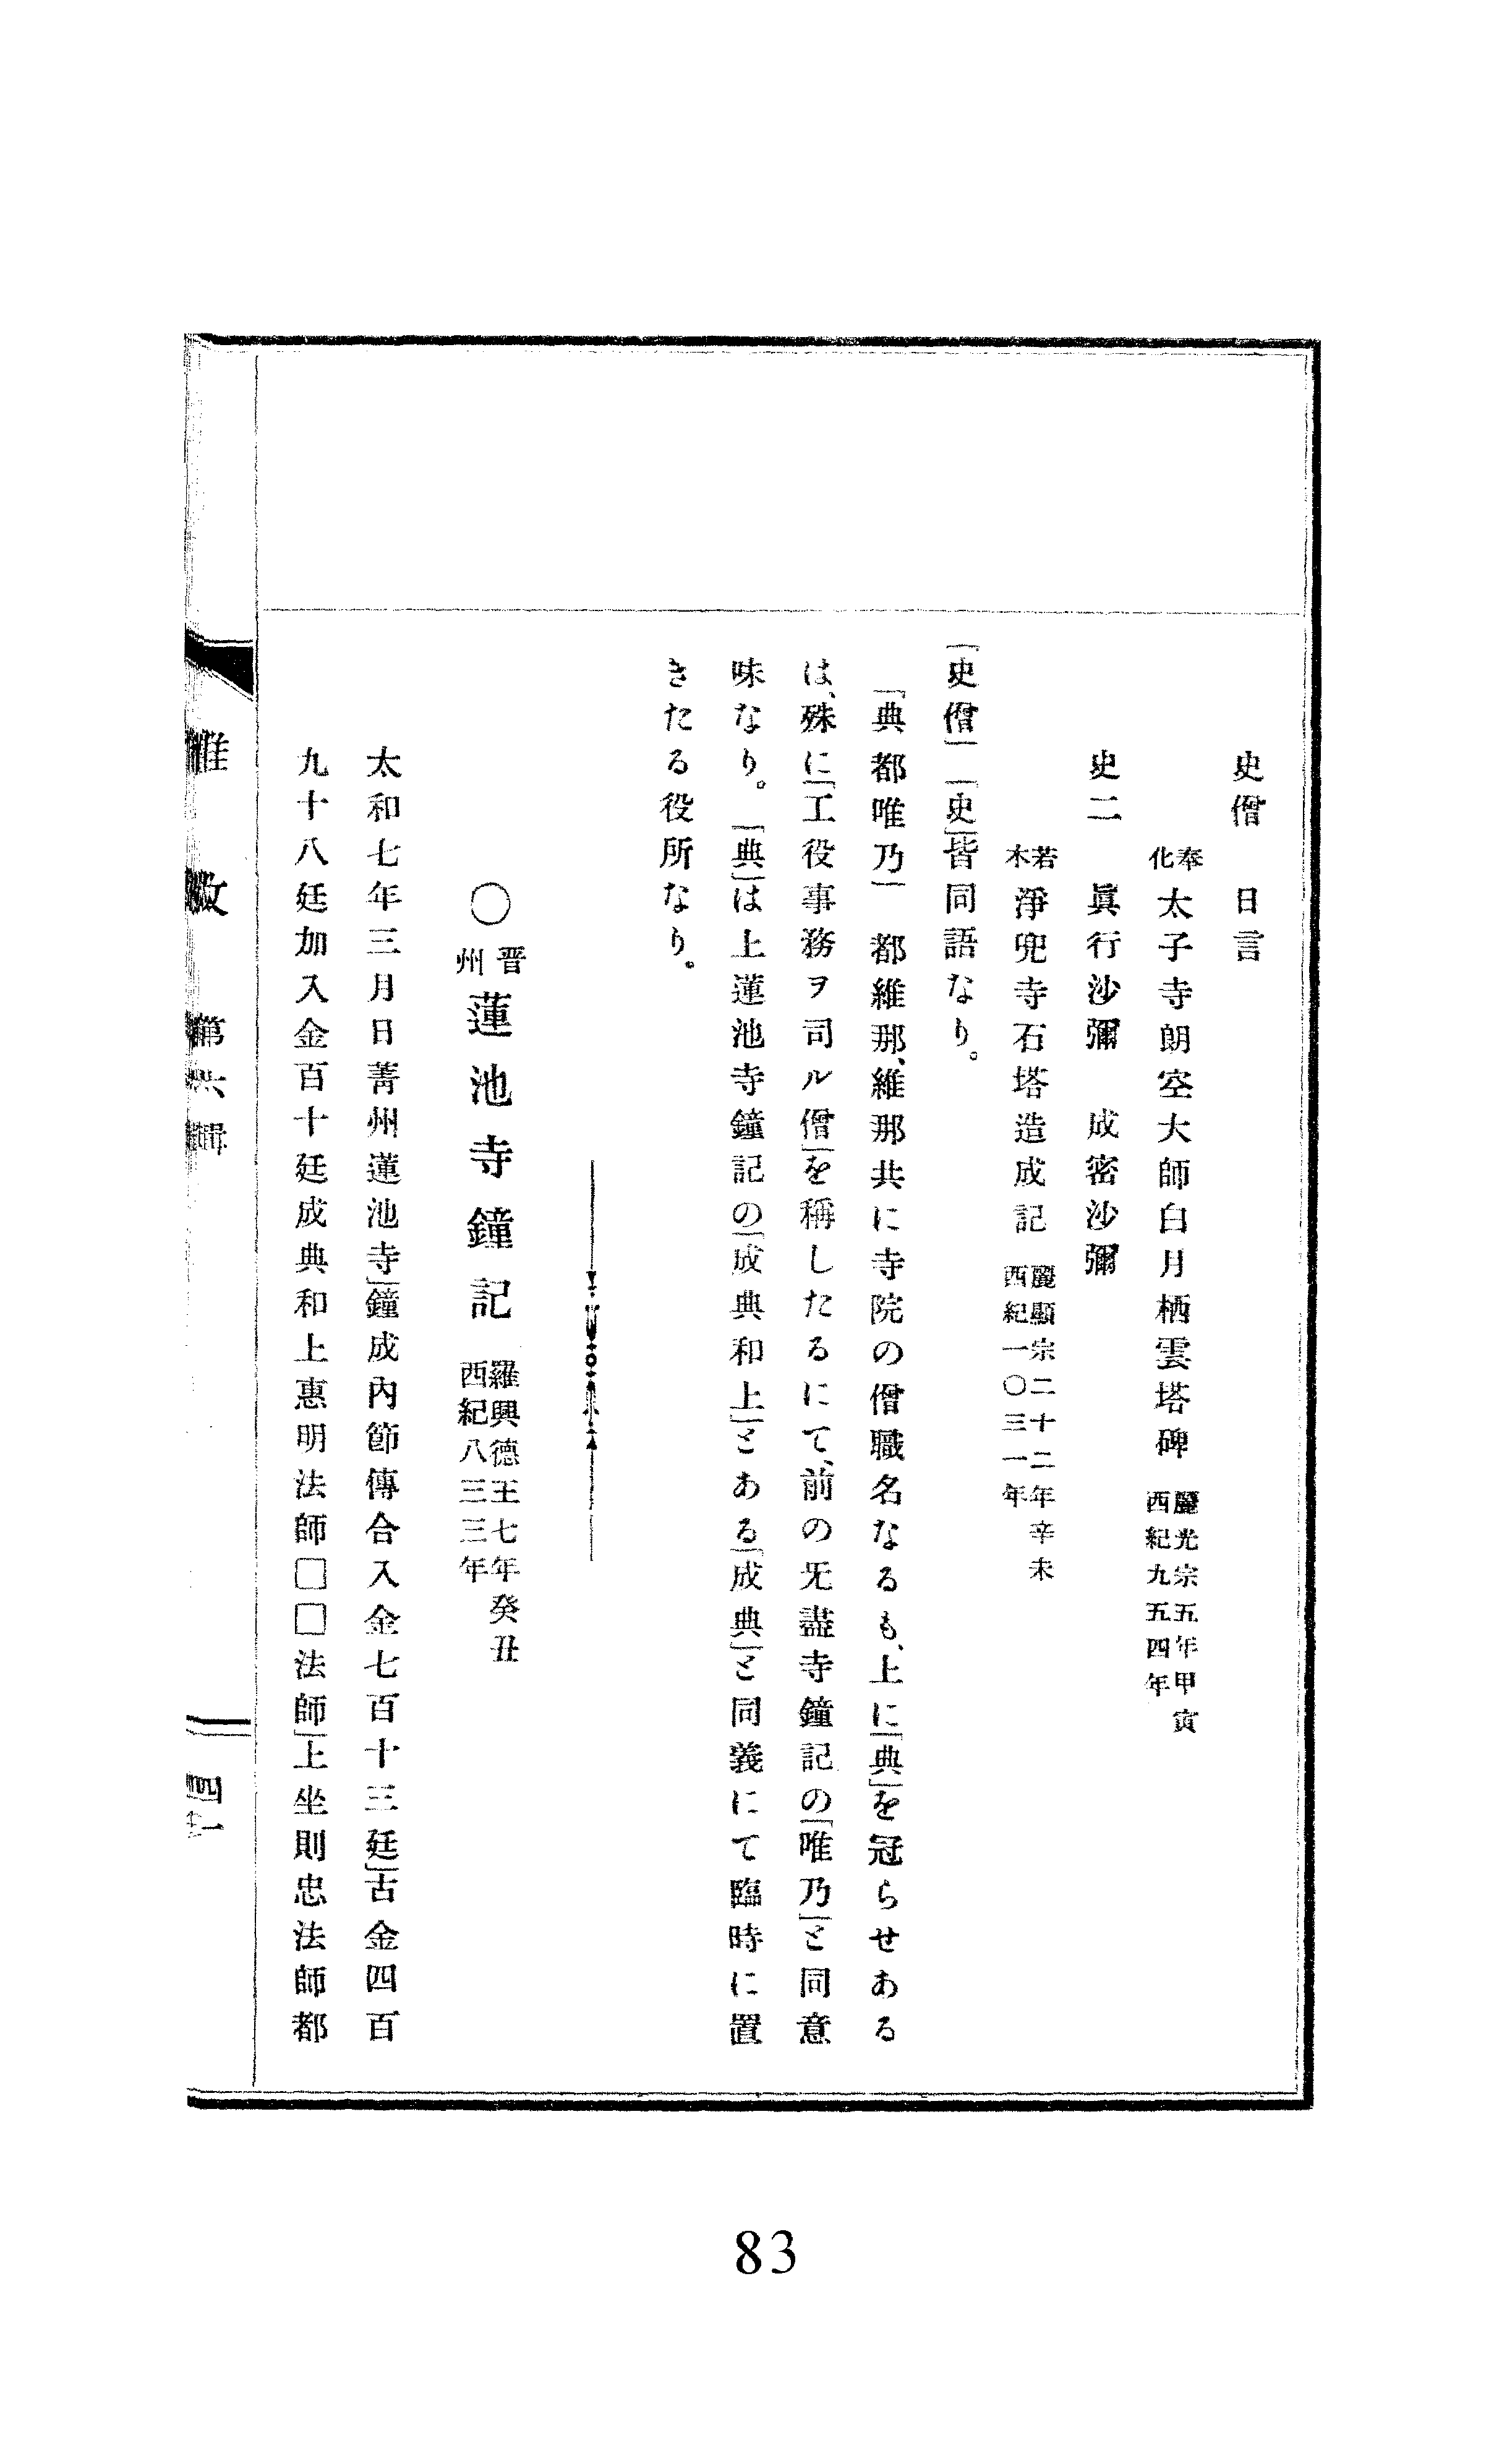 史僧　日言
奉化 太子寺朗空大師白月栖雲塔碑 麗光宗五年甲寅 西紀九五四年
史二　眞行沙彌　成密沙彌
若木 淨兜寺石塔造成記 麗顯宗二十二年辛未 西紀一〇三一年
「史僧」「史」皆同語なり。
「典都唯乃」　都維那、維那共に寺院の僧職名なるも、上に「典」を冠らせある
は、殊に「工役事務ヲ司ル僧」を稱したるにて、前の无盡寺鐘記の「唯乃」と同意
味なり。「典」は上蓮池寺鐘記の「成典和上」とある「成典」と同義にて臨時に置
きたる役所なり。
〇 晋州 蓮池寺鐘記 羅興德王七年癸丑 西紀八三三年
太和七年三月日菁州蓮池寺」鐘成內節傳合入金七百十三廷」古金四百
九十八廷加入金百十廷成典和上惠明法師□□法師」上坐則忠法師都
第六輯
四十一
83